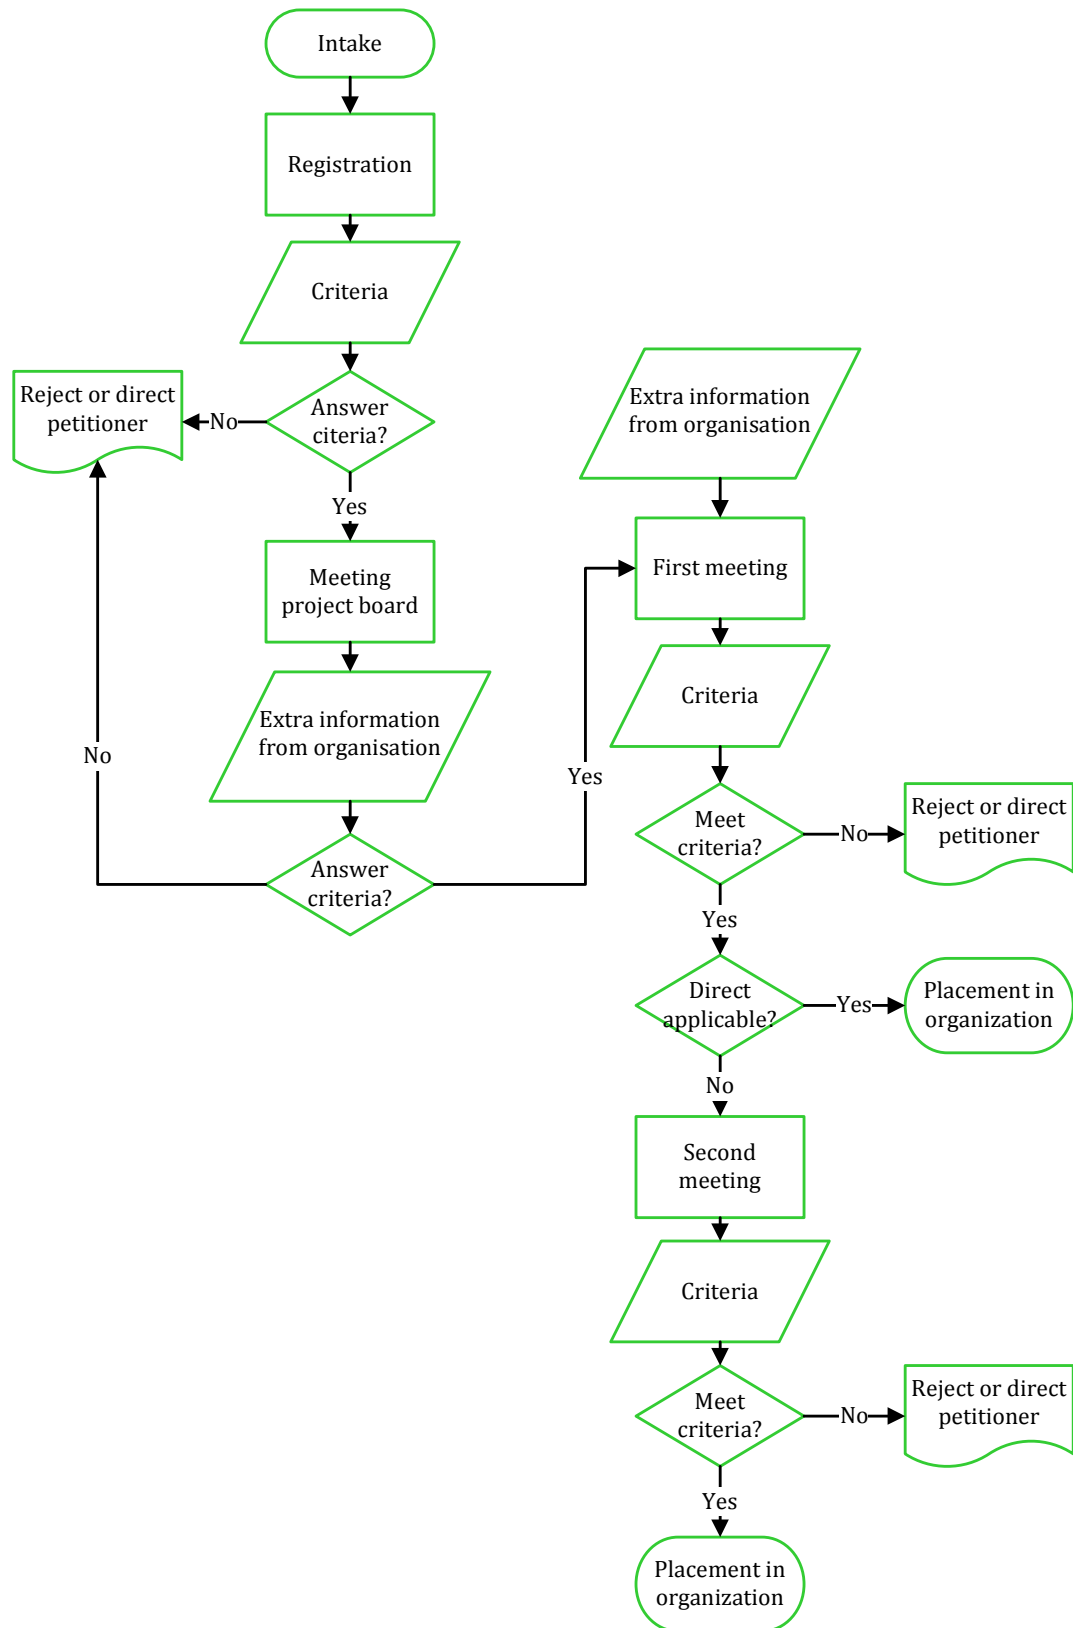 Intake
Registration
Criteria
Answer
citeria?
No
Reject or direct
petitioner
Yes
Meeting
project board
Extra information
from organisation
Answer
criteria?
No
Yes
Extra information
from organisation
First meeting
Criteria
Meet
criteria?
No
Reject or direct
petitioner
Yes
Direct
applicable?
Yes
Placement in
organization
No
Second
meeting
Criteria
Meet
criteria?
No
Reject or direct
petitioner
Yes
Placement in
organization